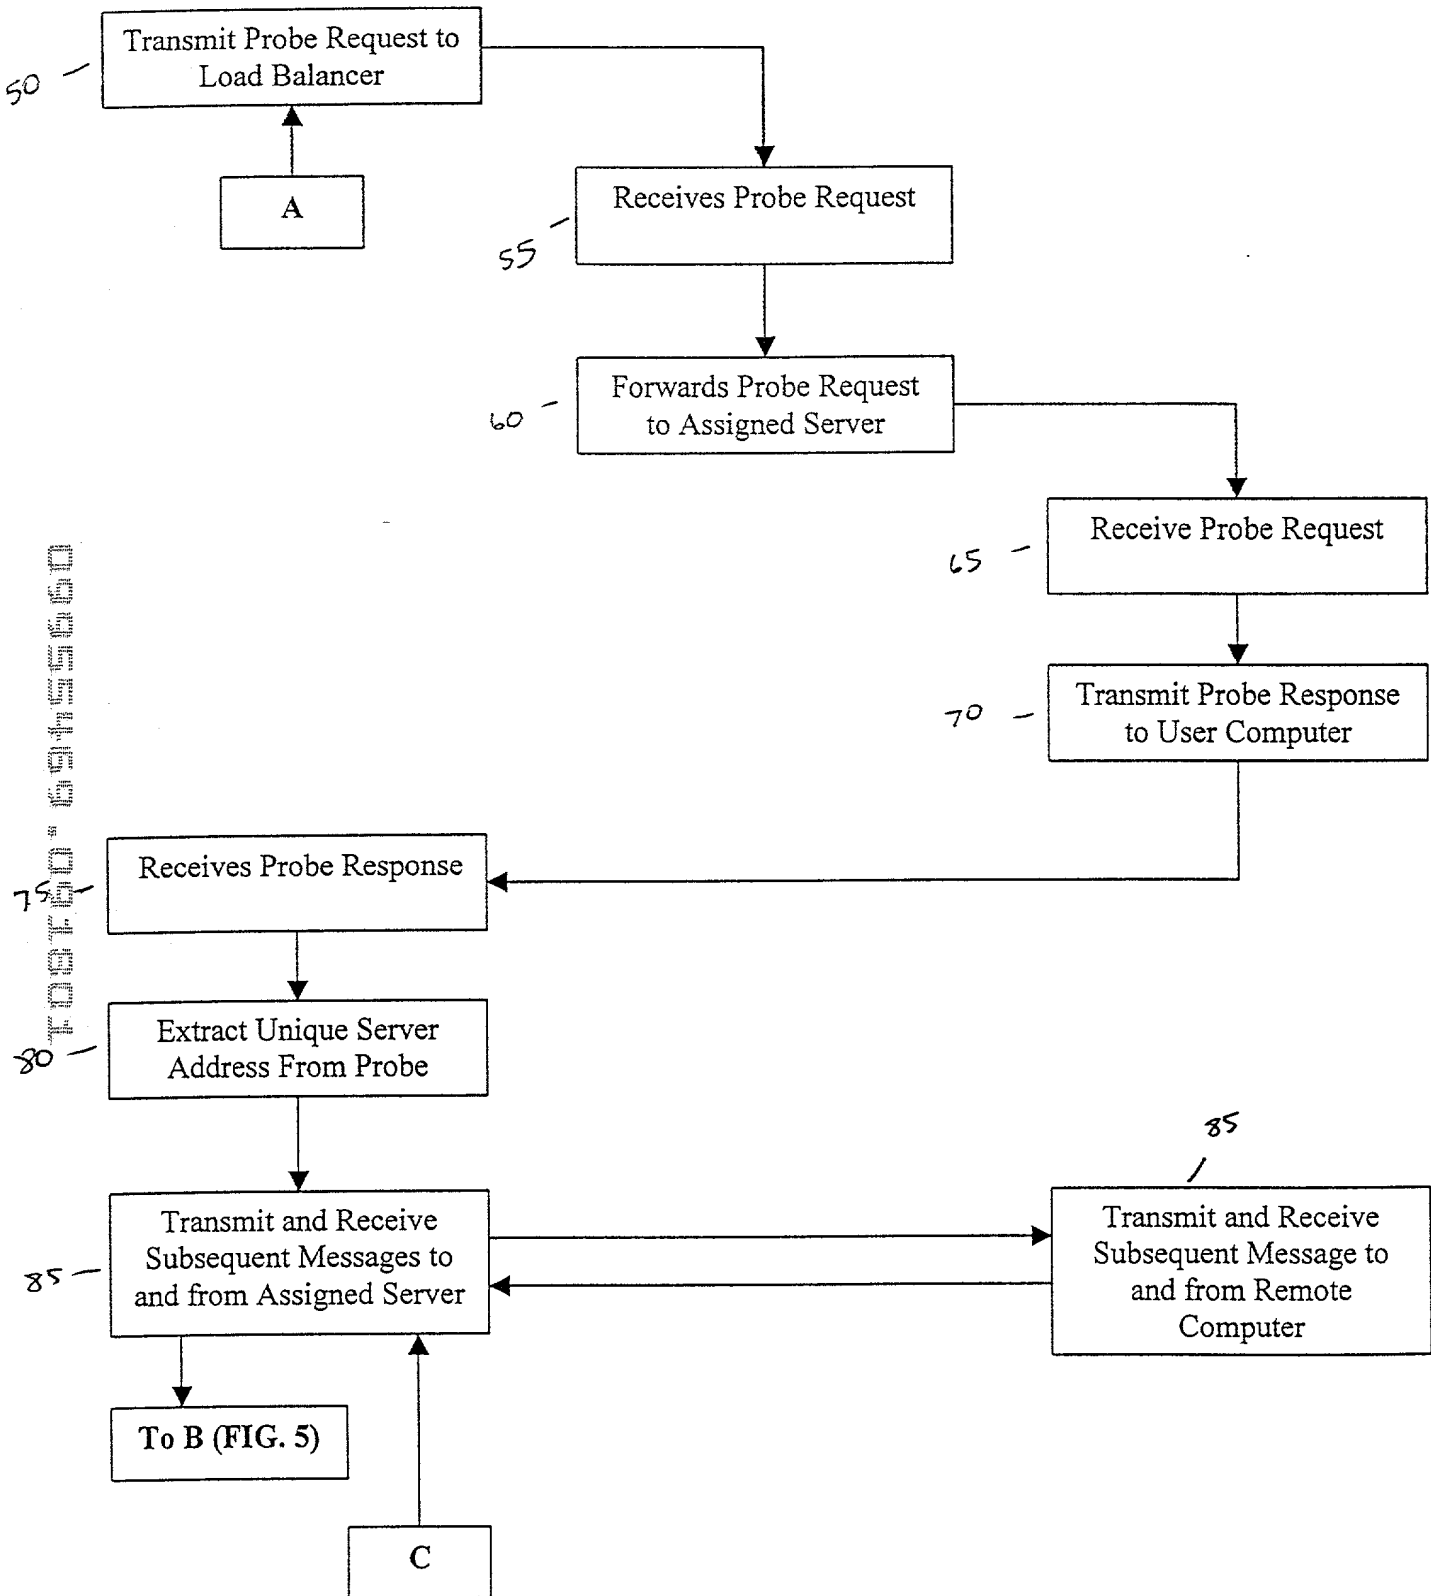 Transmit Probe Request to
Load Balancer
50
A
Receives Probe Request
55
Forwards Probe Request
to Assigned Server
60
Receive Probe Request
65
Transmit Probe Response
to User Computer
70
Receives Probe Response
75
Extract Unique Server
Address From Probe
80
85
Transmit and Receive
Subsequent Messages to
and from Assigned Server
85
Transmit and Receive
Subsequent Message to
and from Remote
Computer
To B (FIG. 5)
C